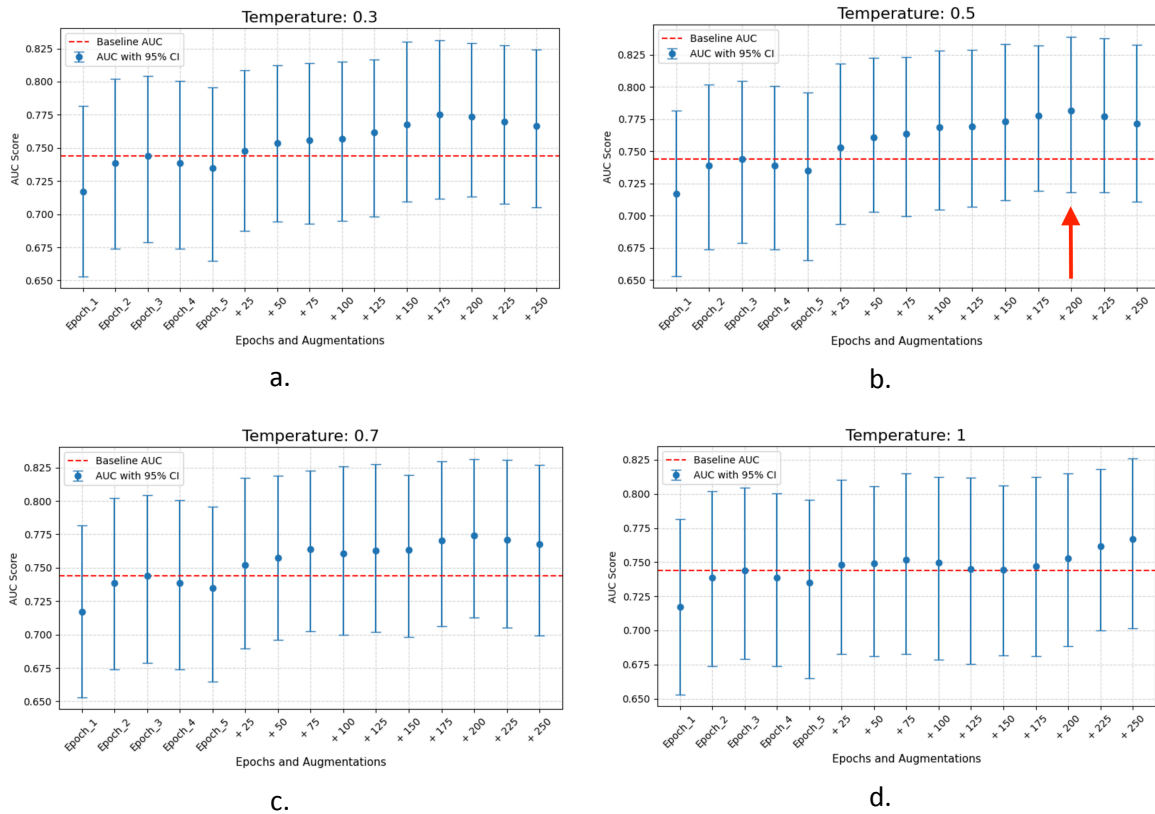 Temperature: 0.3
Baseline AUC
AUC with 95% CI
AUC Score
0.825
0.800
0.775
0.750
0.725
0.700
0.675
0.650
Epoch_1 Epoch_2 Epoch_3 Epoch_4 Epoch_5 + 25 + 50 + 75 + 100 + 125 + 150 + 175 + 200 + 225 + 250
Epochs and Augmentations
a.
Temperature: 0.5
Baseline AUC
AUC with 95% CI
AUC Score
0.825
0.800
0.775
0.750
0.725
0.700
0.675
0.650
Epoch_1 Epoch_2 Epoch_3 Epoch_4 Epoch_5 + 25 + 50 + 75 + 100 + 125 + 150 + 175 + 200 + 225 + 250
Epochs and Augmentations
b.
Temperature: 0.7
Baseline AUC
AUC with 95% CI
AUC Score
0.825
0.800
0.775
0.750
0.725
0.700
0.675
0.650
Epoch_1 Epoch_2 Epoch_3 Epoch_4 Epoch_5 + 25 + 50 + 75 + 100 + 125 + 150 + 175 + 200 + 225 + 250
Epochs and Augmentations
c.
Temperature: 1
Baseline AUC
AUC with 95% CI
AUC Score
0.825
0.800
0.775
0.750
0.725
0.700
0.675
0.650
Epoch_1 Epoch_2 Epoch_3 Epoch_4 Epoch_5 + 25 + 50 + 75 + 100 + 125 + 150 + 175 + 200 + 225 + 250
Epochs and Augmentations
d.